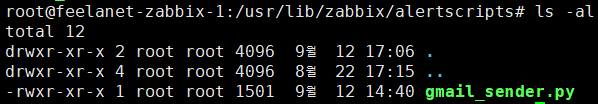 root@feelanet-zabbix-1:/usr/lib/zabbix/alertscripts# ls -al
total 12
drwxr-xr-x 2 root root 4096  9월  12 17:06 .
drwxr-xr-x 4 root root 4096  8월  22 17:15 ..
-rwxr-xr-x 1 root root 1501  9월  12 14:40 gmail_sender.py